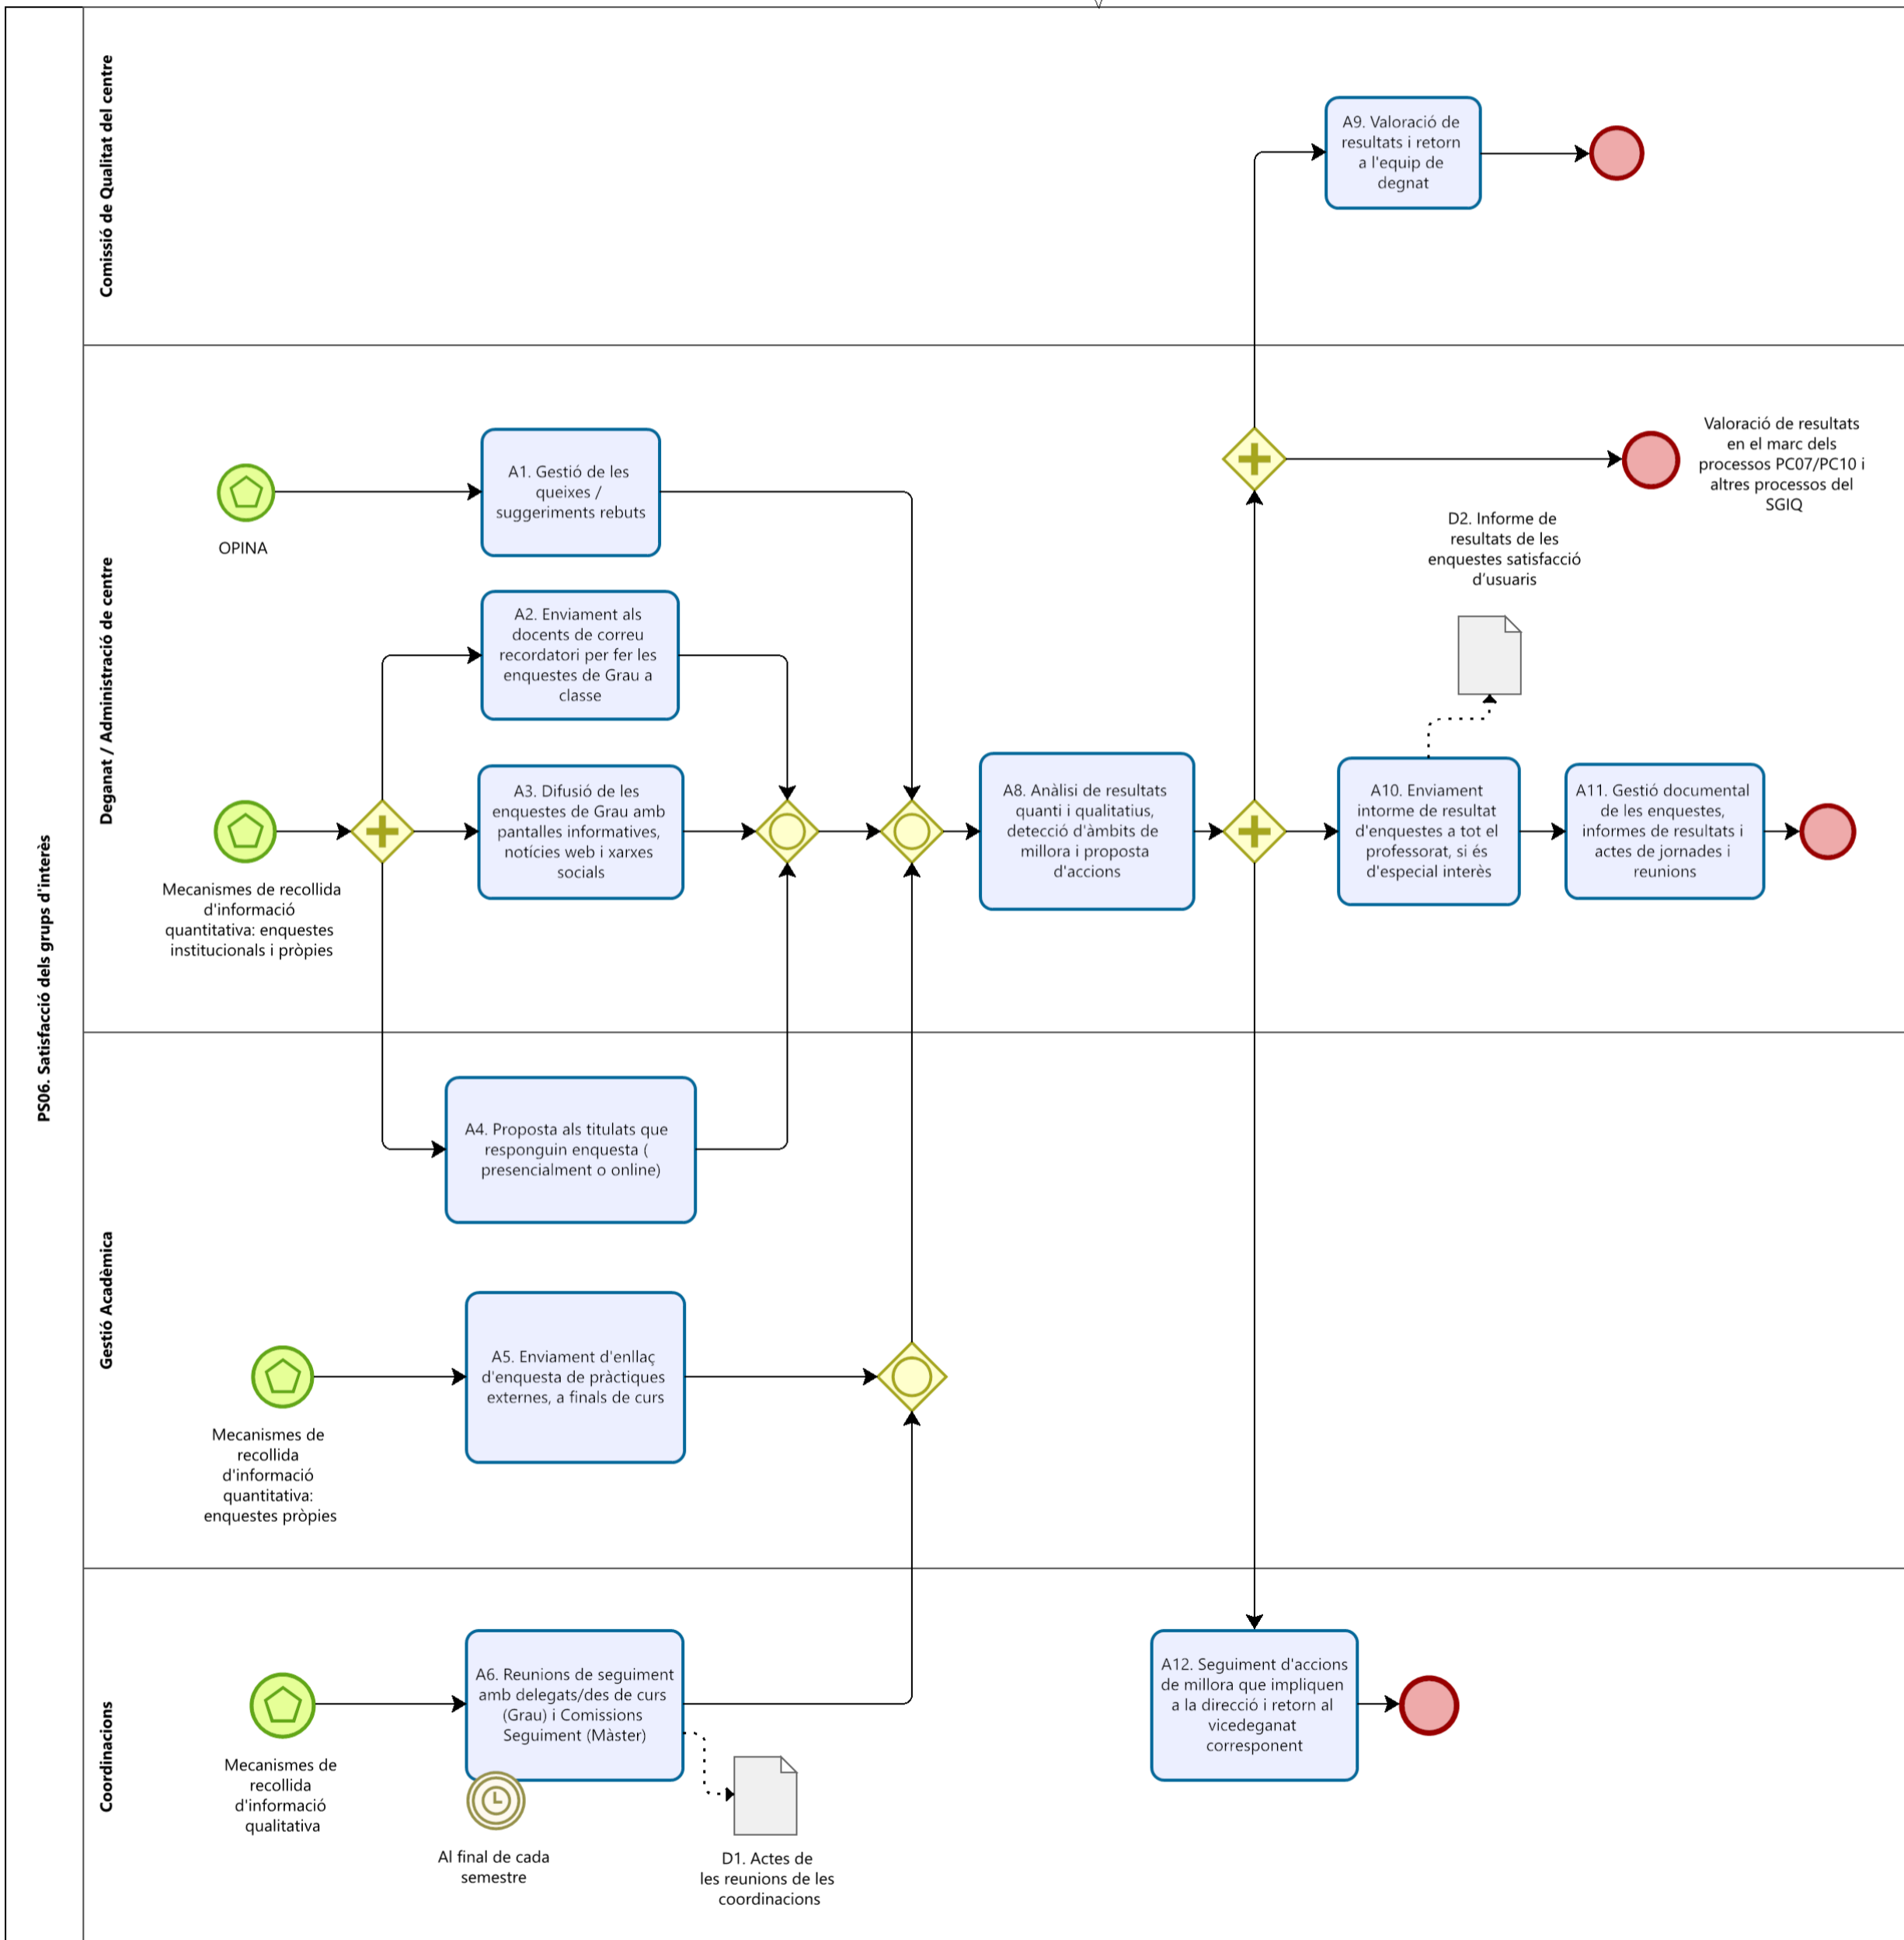 PS06. Satisfacció dels grups d'interès
Comissió de Qualitat del centre
A9. Valoració de
resultats i retorn
a l'equip de
degnat
Deganat / Administració de centre
OPINA
A1. Gestió de les
queixes /
suggeriments rebuts
A2. Enviament als
docents de correu
recordatori per fer les
enquestes de Grau a
classe
Mecanismes de recollida
d'informació
quantitativa: enquestes
institucionals i pròpies
A3. Difusió de les
enquestes de Grau amb
pantalles informatives,
notícies web i xarxes
socials
A8. Anàlisi de resultats
quanti i qualitatius,
detecció d'àmbits de
millora i proposta
d'accions
Valoració de resultats
en el marc dels
processos PC07/PC10 i
altres processos del
SGIQ
D2. Informe de
resultats de les
enquestes satisfacció
d'usuaris
A10. Enviament
intorme de resultat
d'enquestes a tot el
professorat, si és
d'especial interès
A11. Gestió documental
de les enquestes,
informes de resultats i
actes de jornades i
reunions
Gestió Acadèmica
A4. Proposta als titulats que
responguin enquesta (
presencialment o online)
Mecanismes de
recollida
d'informació
quantitativa:
enquestes pròpies
A5. Enviament d'enllaç
d'enquesta de pràctiques
externes, a finals de curs
Coordinacions
Mecanismes de
recollida
d'informació
qualitativa
A6. Reunions de seguiment
amb delegats/des de curs
(Grau) i Comissions
Seguiment (Màster)
Al final de cada
semestre
D1. Actes de
les reunions de les
coordinacions
A12. Seguiment d'accions
de millora que impliquen
a la direcció i retorn al
vicedeganat
corresponent